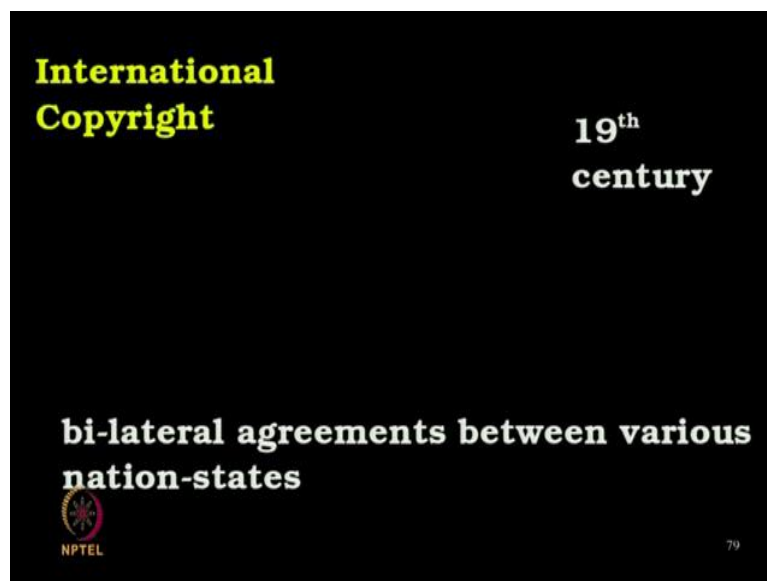 International
Copyright
19th
century
bi-lateral agreements between various
nation-states
NPTEL
79